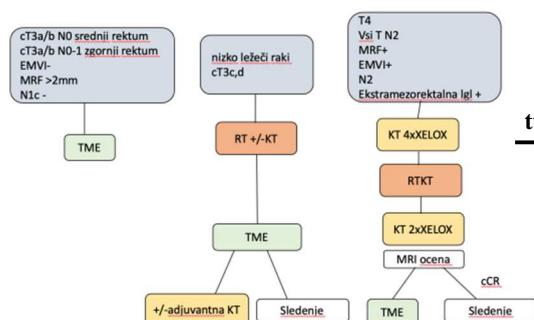 cT3a/b N0 srednji rektum
cT3a/b N0-1 zgornji rektum
EMVI-
MRF >2mm
N1c -
TME
nizko ležeči raki
cT3c,d
RT +/-KT
TME
+/-adjuvantna KT
Sledenje
T4
Vsi T N2
MRF+
EMVI+
N2
Ekstramezorektalna lgl +
KT 4xXELOX
RTKT
KT 2xXELOX
MRI ocena
cCR
TME
Sledenje